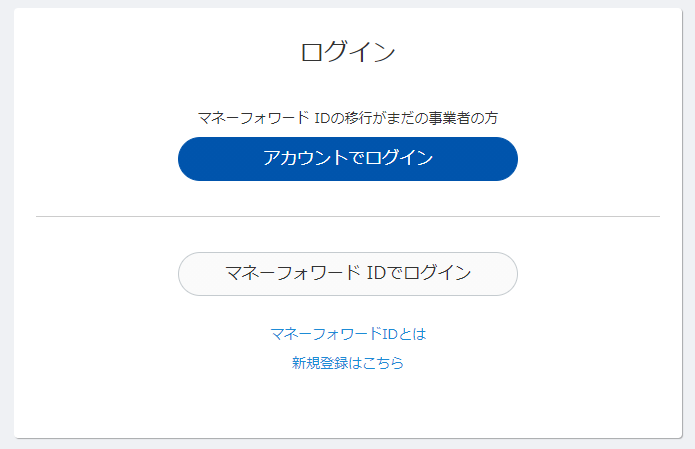 ログイン
マネーフォワード IDの移行がまだの事業者の方
アカウントでログイン
マネーフォワード IDでログイン
マネーフォワードIDとは
新規登録はこちら